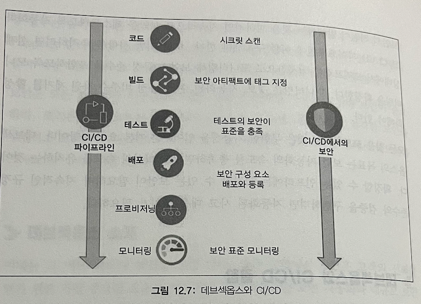 코드
시크릿 스캔
빌드
보안 아티팩트에 태그 지정
CI/CD
파이프라인
테스트
테스트의 보안이
표준을 충족
CI/CD에서의
보안
배포
보안 구성 요소
배포와 등록
프로비저닝
모니터링
보안 표준 모니터링
그림 12.7: 데브섹옵스와 CI/CD